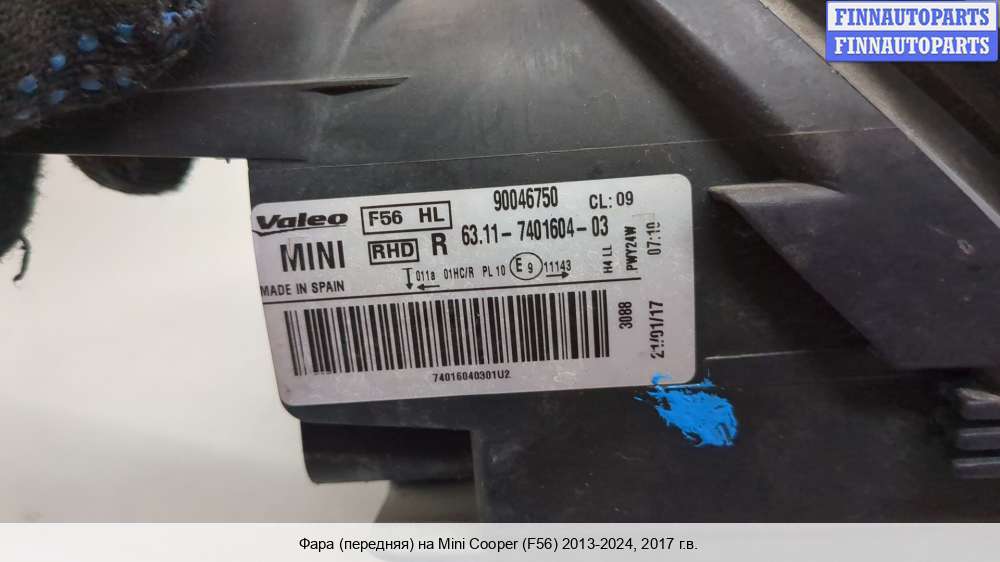 FINNAUTOPARTS
FINNAUTOPARTS
Valeo F56 HL 90046750 CL: 09
MINI RHD R 63.11-7401604-03
MADE IN SPAIN
011a 01HC/R PL 10 E 9 11143
H4 LL
PWY24W
07:10
3088
21/01/17
74016040301U2
Фара (передняя) на Mini Cooper (F56) 2013-2024, 2017 г.в.